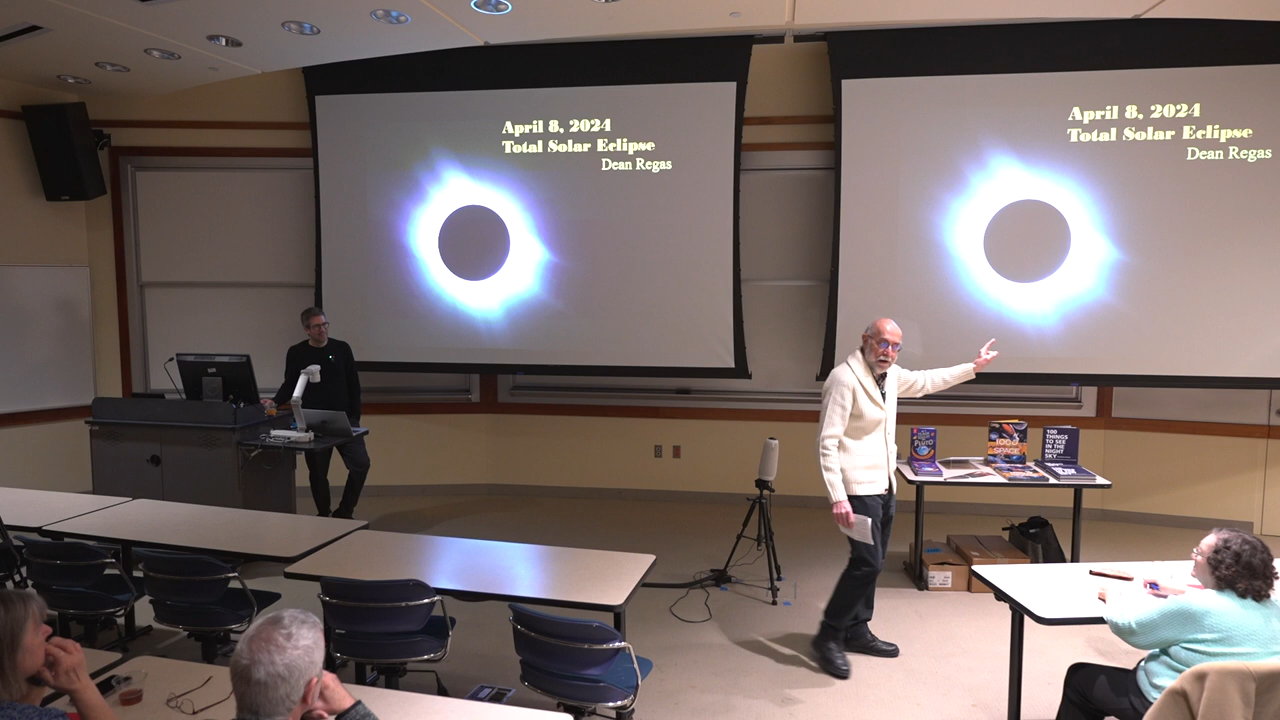 April 8, 2024
Total Solar Eclipse
Dean Regas
April 8, 2024
Total Solar Eclipse
Dean Regas
PLUTO
1000
SPACE
100
THINGS
TO SEE
IN THE
NIGHT
SKY